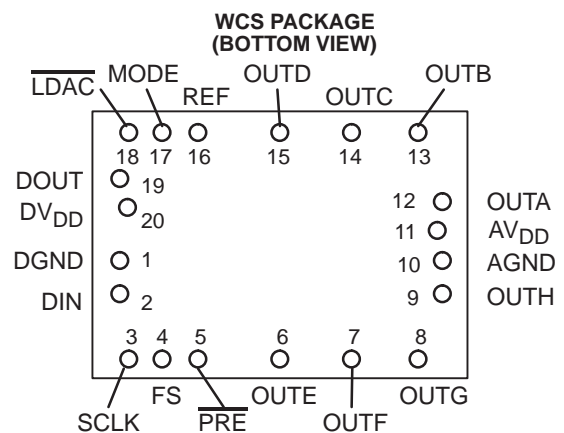 WCS PACKAGE
(BOTTOM VIEW)
LDAC MODE OUTD OUTB
REF OUTC
18 17 16 15 14 13
DOUT 19
12 OUTA
DVDD 20
11 AVDD
DGND 1
10 AGND
DIN 2
9 OUTH
3 4 5 6 7 8
FS OUTE OUTG
SCLK PRE OUTF